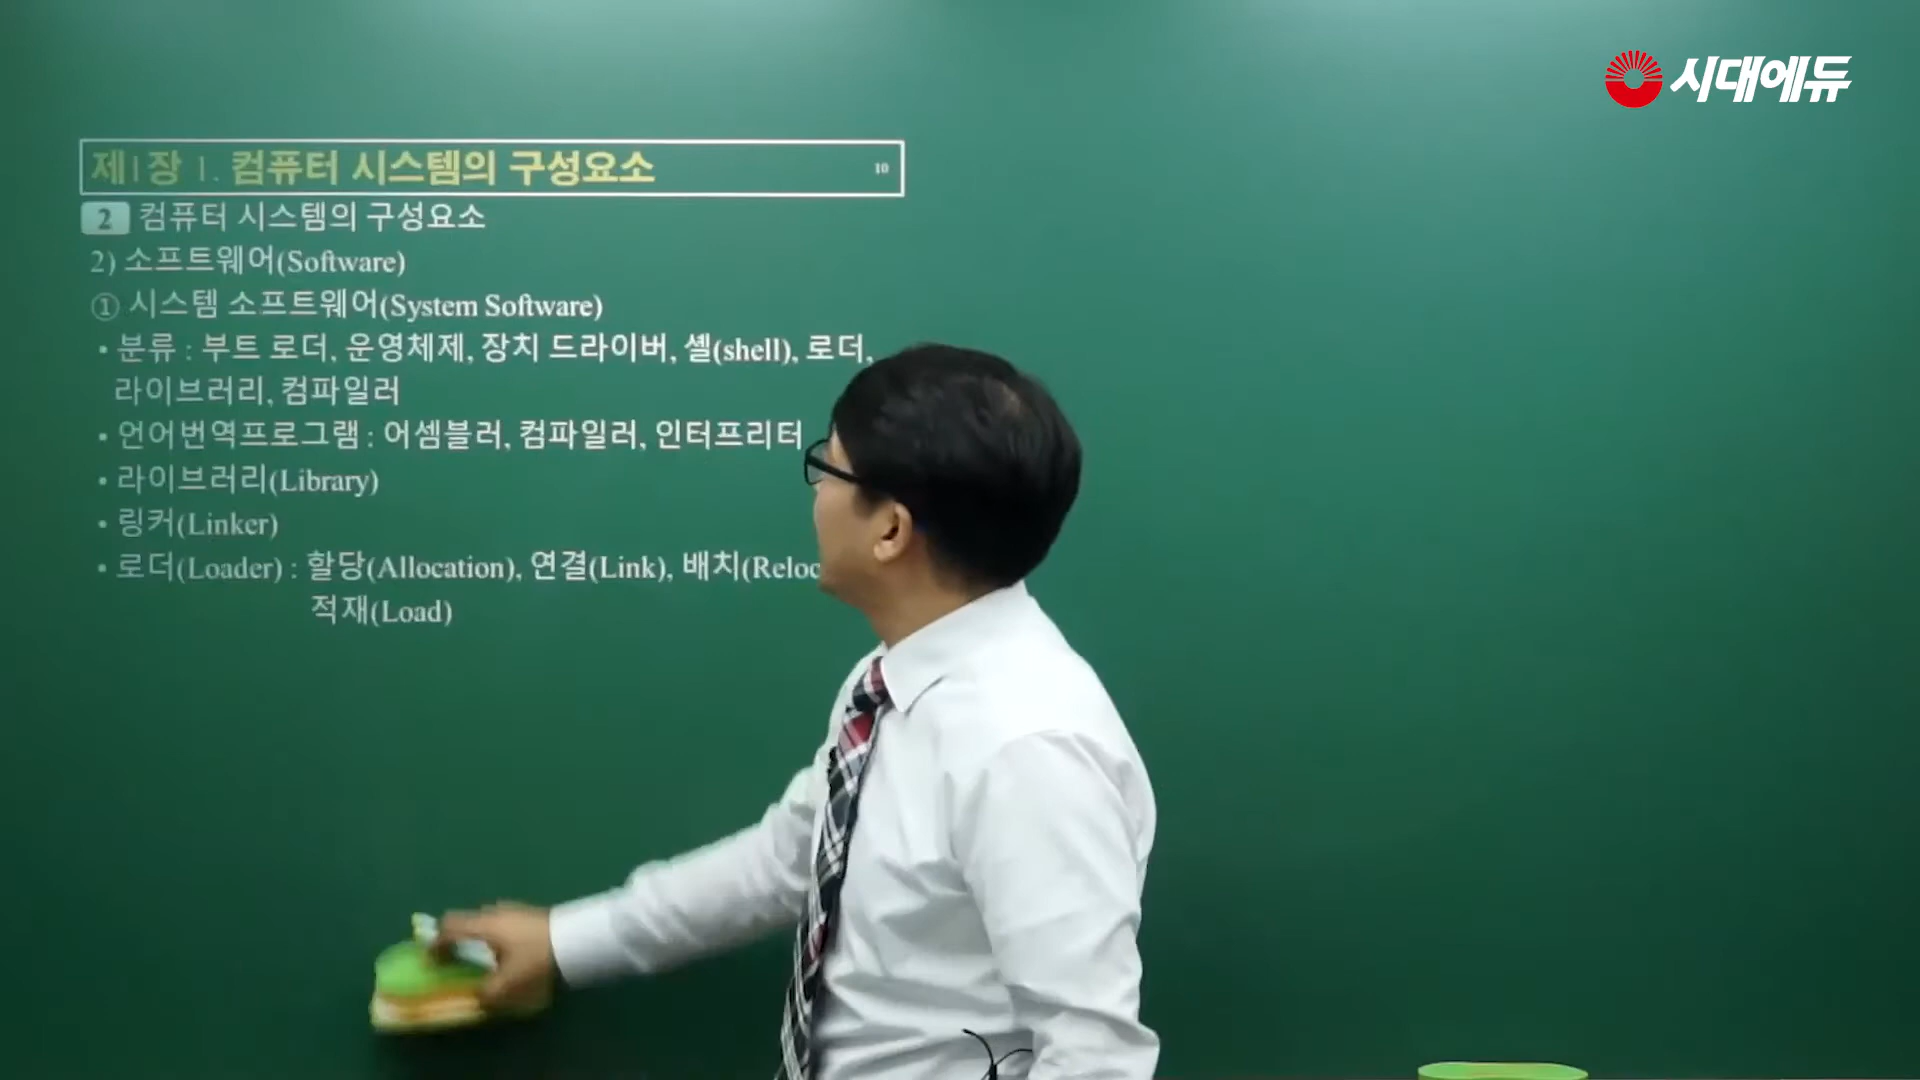 시대에듀
제1장 1. 컴퓨터 시스템의 구성요소 10
2 컴퓨터 시스템의 구성요소
2) 소프트웨어(Software)
① 시스템 소프트웨어(System Software)
• 분류 : 부트 로더, 운영체제, 장치 드라이버, 셸(shell), 로더,
라이브러리, 컴파일러
• 언어번역프로그램 : 어셈블러, 컴파일러, 인터프리터
• 라이브러리(Library)
• 링커(Linker)
• 로더(Loader) : 할당(Allocation), 연결(Link), 배치(Reloc
적재(Load)